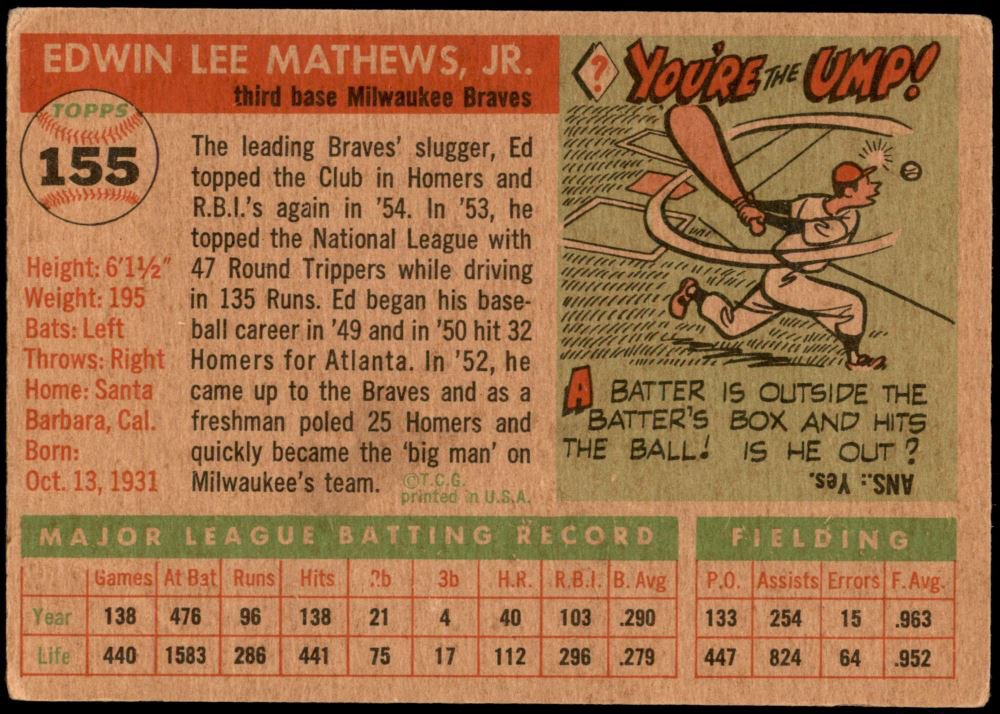 EDWIN LEE MATHEWS, JR.
third base Milwaukee Braves
TOPPS
155
Height: 6'1½"
Weight: 195
Bats: Left
Throws: Right
Home: Santa
Barbara, Cal.
Born:
Oct. 13, 1931
The leading Braves' slugger, Ed
topped the Club in Homers and
R.B.I.'s again in '54. In '53, he
topped the National League with
47 Round Trippers while driving
in 135 Runs. Ed began his base-
ball career in '49 and in '50 hit 32
Homers for Atlanta. In '52, he
came up to the Braves and as a
freshman poled 25 Homers and
quickly became the 'big man' on
Milwaukee's team.
©T.C.G.
printed in U.S.A.
? YOU'RE THE UMP!
A BATTER IS OUTSIDE THE
BATTER'S BOX AND HITS
THE BALL! IS HE OUT?
ANS.: Yes.
MAJOR LEAGUE BATTING RECORD
Games At Bat Runs Hits 2b 3b H.R. R.B.I. B. Avg
Year 138 476 96 138 21 4 40 103 .290
Life 440 1583 286 441 75 17 112 296 .279
FIELDING
P.O. Assists Errors F. Avg.
133 254 15 .963
447 824 64 .952